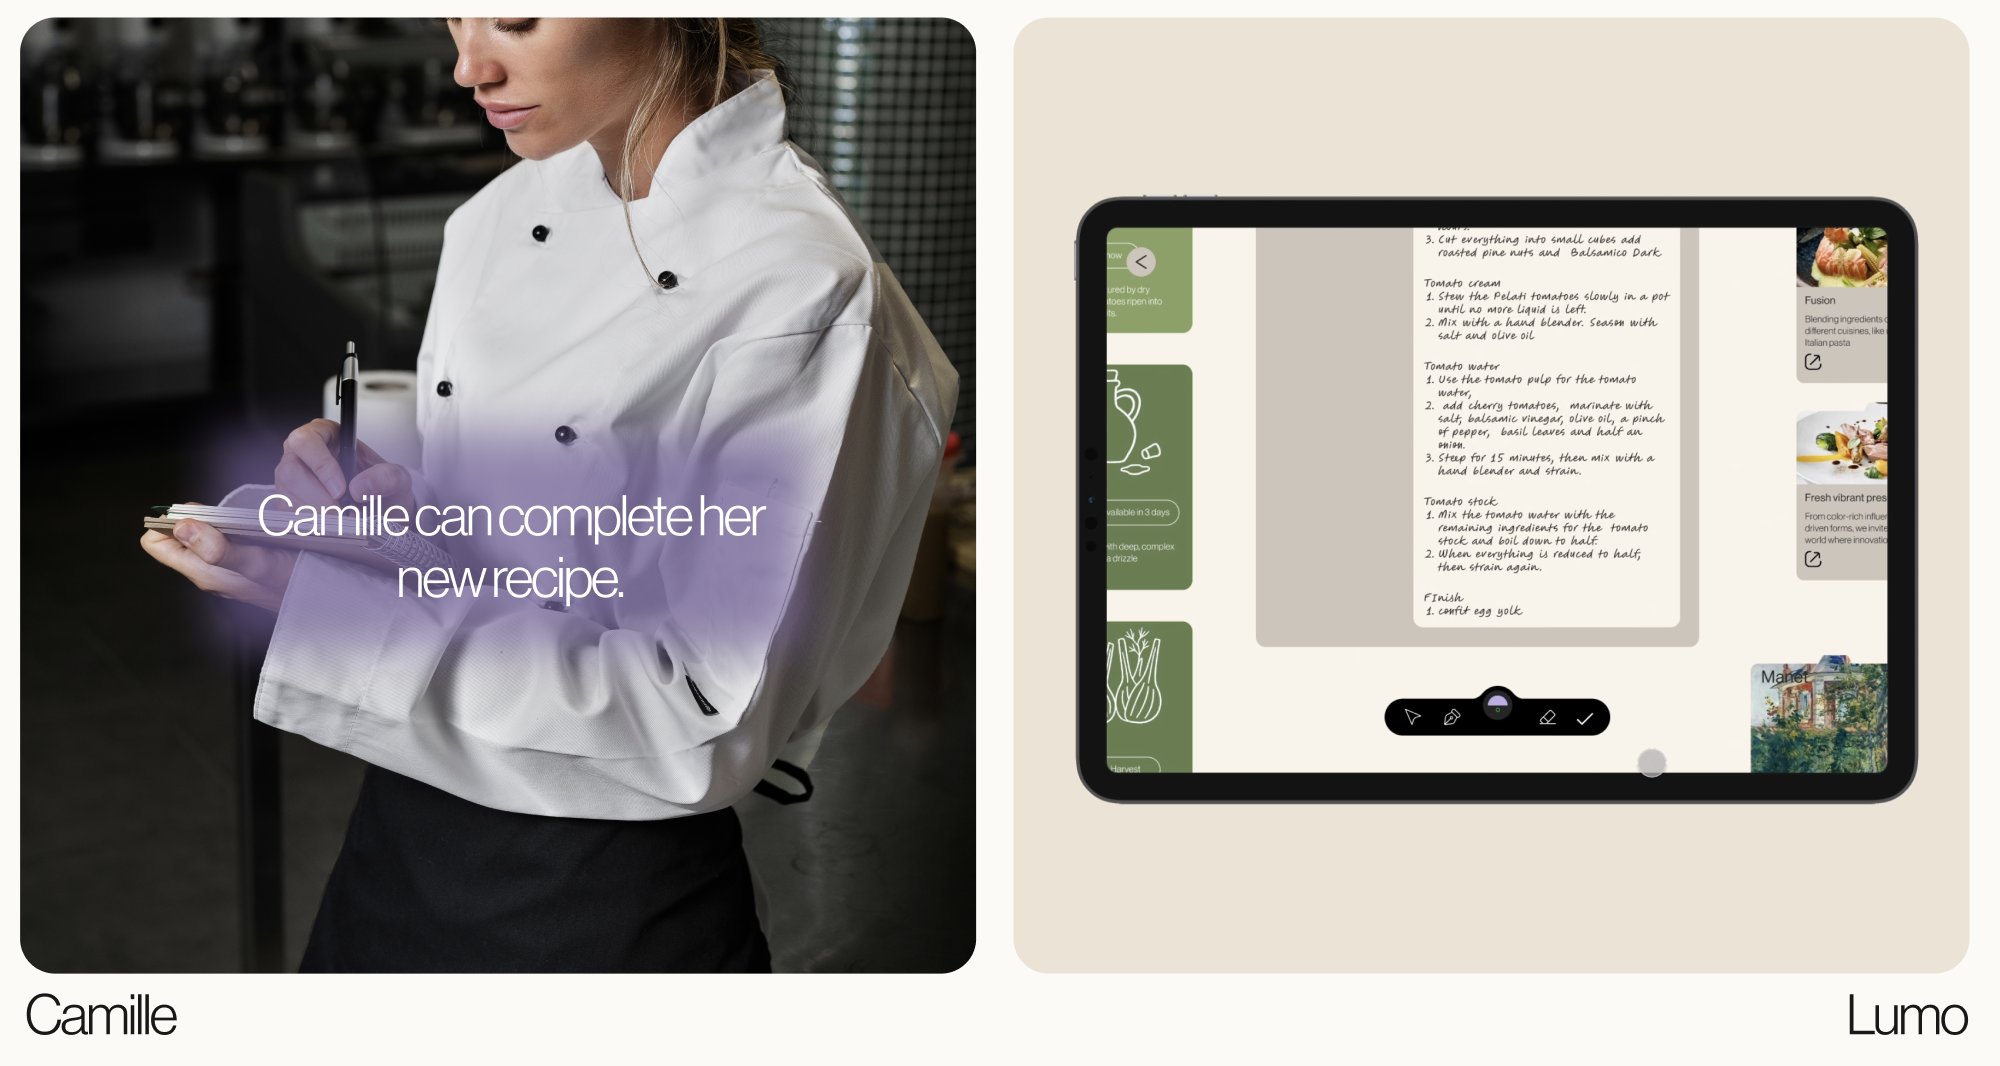 Camille can complete her
new recipe.
3. Cut everything into small cubes add
roasted pine nuts and Balsamico Dark
Tomato cream
1. Stew the Pelati tomatoes slowly in a pot
until no more liquid is left.
2. Mix with a hand blender. Season with
salt and olive oil
Tomato water
1. Use the tomato pulp for the tomato
water,
2. add cherry tomatoes, marinate with
salt, balsamic vinegar, olive oil, a pinch
of pepper, basil leaves and half an
onion.
3. Steep for 15 minutes, then mix with a
hand blender and strain.
Tomato stock
1. Mix the tomato water with the
remaining ingredients for the tomato
stock and boil down to half.
2. When everything is reduced to half,
then strain again.
FInish
1. confit egg yolk
now
ured by dry
atoes ripen into
ts.
vailable in 3 days
ith deep, complex
a drizzle
Harvest
Fusion
Blending ingredients
different cuisines, like
Italian pasta
Fresh vibrant pres
From color-rich influer
driven forms, we invite
world where innovatio
Manet
Camille
Lumo